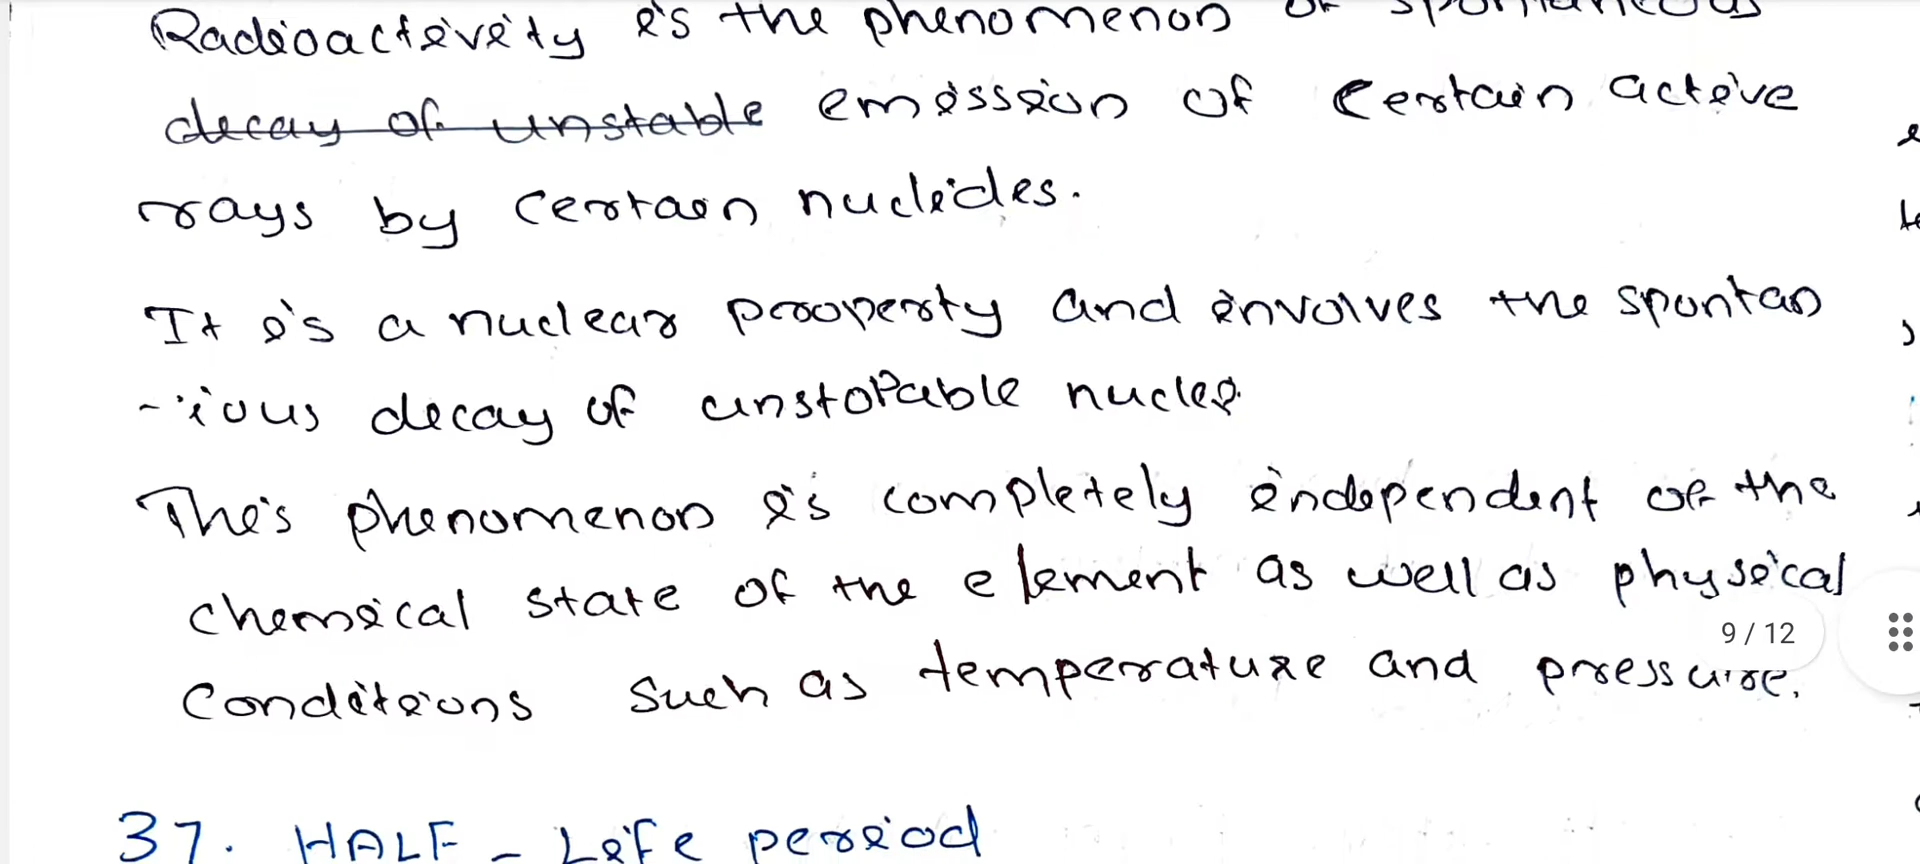 Radioactivity is the phenomenon of spontaneous
decay of unstable emission of certain active
rays by certain nuclides.
It is a nuclear property and involves the spontan
-ious decay of unstopable nuclei.
This phenomenon is completely independent of the
chemical state of the element as well as physical
9 / 12
conditions such as temperature and pressure.
37. HALF - Life period